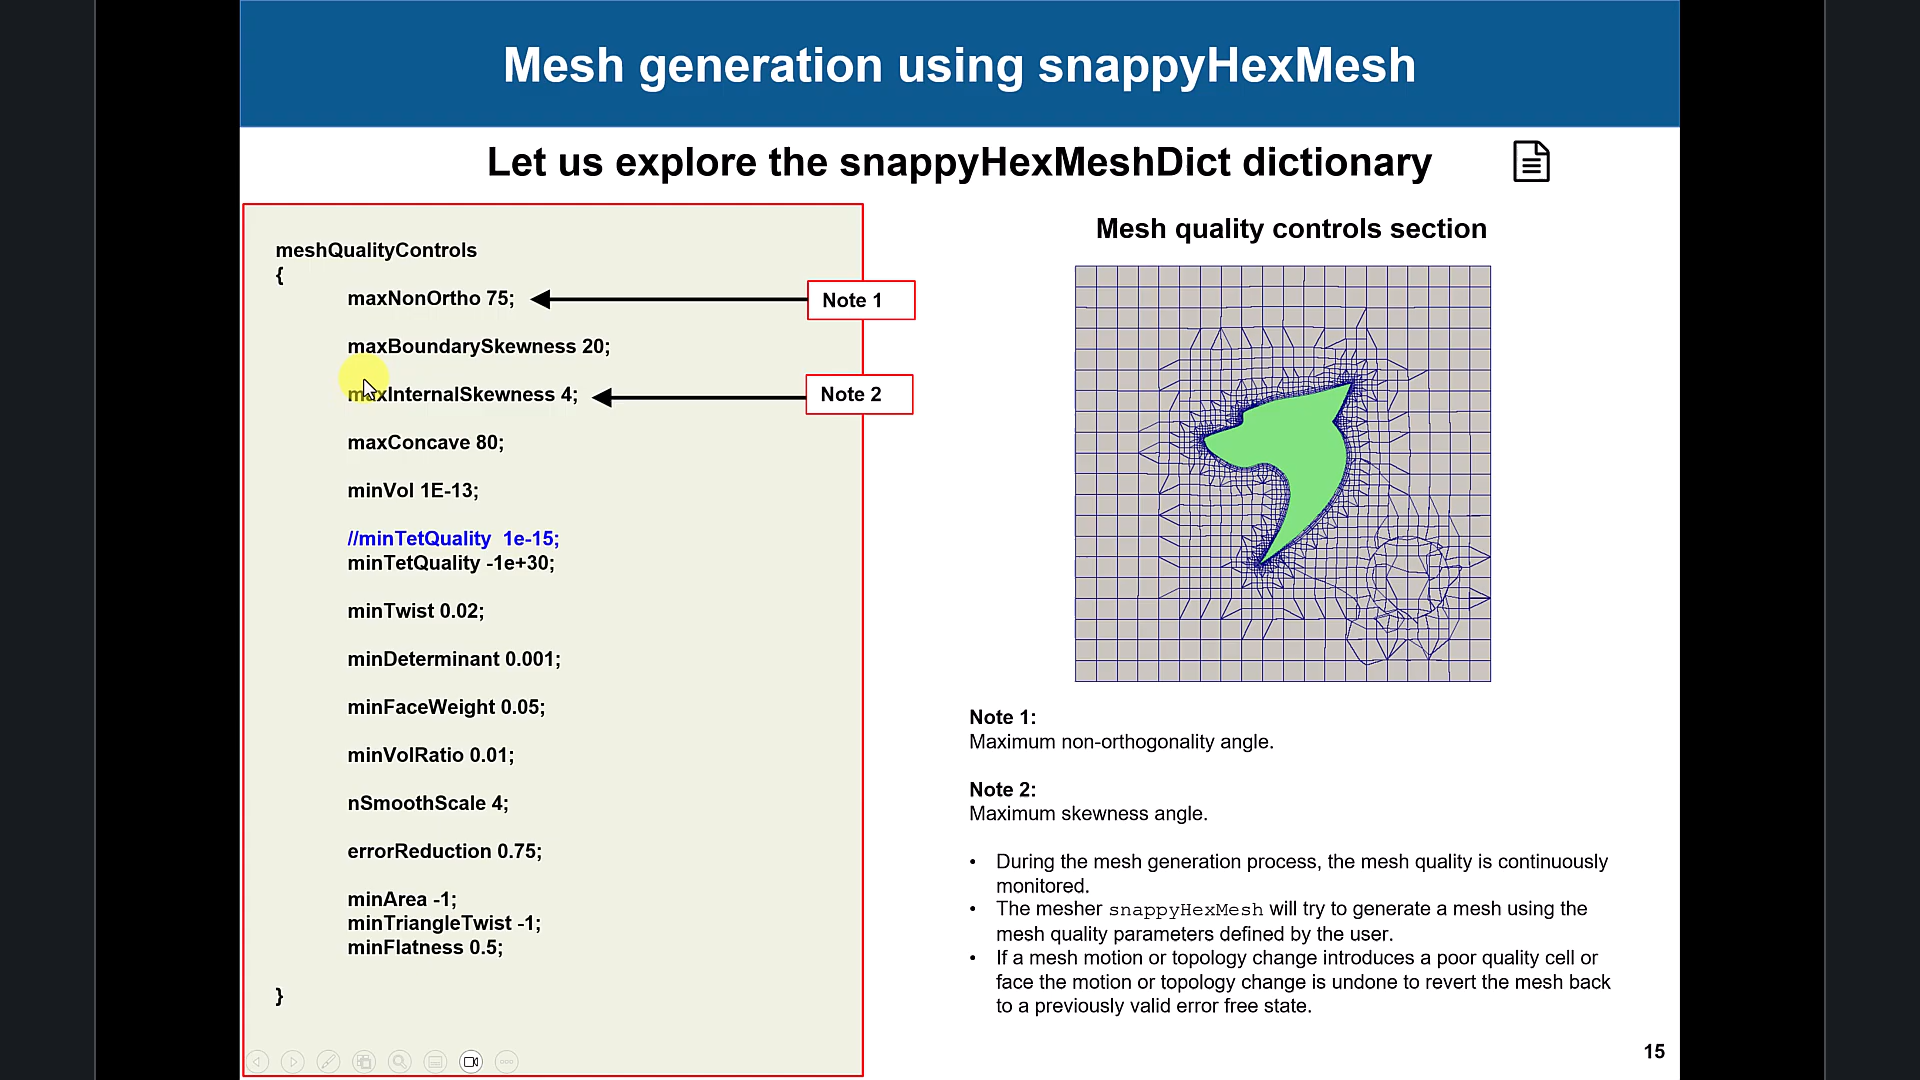 Mesh generation using snappyHexMesh
Let us explore the snappyHexMeshDict dictionary
meshQualityControls
{
maxNonOrtho 75;
Note 1
maxBoundarySkewness 20;
maxInternalSkewness 4;
Note 2
maxConcave 80;
minVol 1E-13;
//minTetQuality 1e-15;
minTetQuality -1e+30;
minTwist 0.02;
minDeterminant 0.001;
minFaceWeight 0.05;
minVolRatio 0.01;
nSmoothScale 4;
errorReduction 0.75;
minArea -1;
minTriangleTwist -1;
minFlatness 0.5;
}
Mesh quality controls section
Note 1:
Maximum non-orthogonality angle.
Note 2:
Maximum skewness angle.
• During the mesh generation process, the mesh quality is continuously
monitored.
• The mesher snappyHexMesh will try to generate a mesh using the
mesh quality parameters defined by the user.
• If a mesh motion or topology change introduces a poor quality cell or
face the motion or topology change is undone to revert the mesh back
to a previously valid error free state.
15